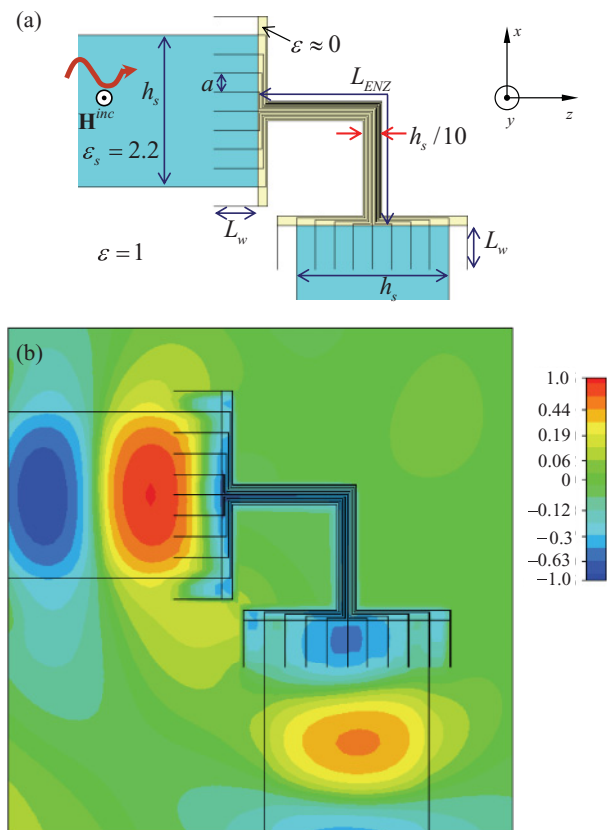 (a)
ε ≈ 0
x
y
z
H^inc
h_s
a
L_ENZ
h_s / 10
ε_s = 2.2
L_w
L_w
ε = 1
h_s
(b)
1.0
0.44
0.19
0.06
0
−0.12
−0.3
−0.63
−1.0